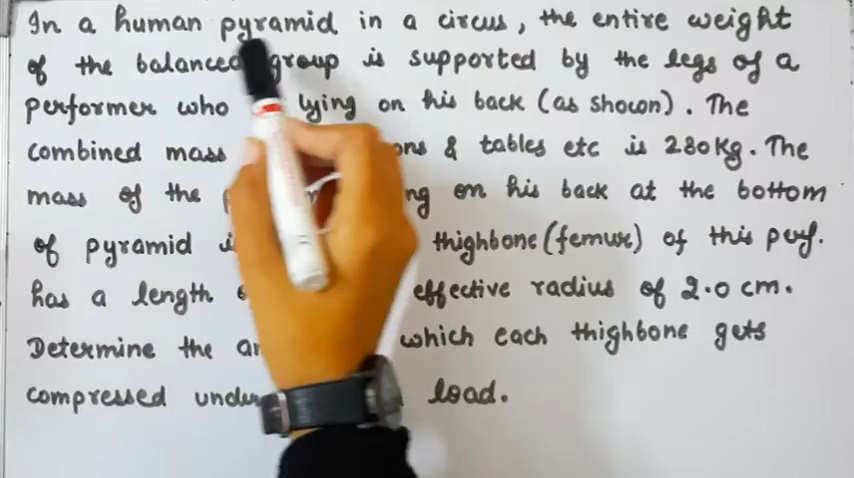 In a human pyramid in a circus, the entire weight
of the balanced group is supported by the legs of a
performer who lying on his back (as shown). The
combined mass & tables etc is 280 Kg. The
mass of the on his back at the bottom
of pyramid thighbone (femur) of this perf.
has a length effective radius of 2.0 cm.
Determine the which each thighbone gets
compressed load.